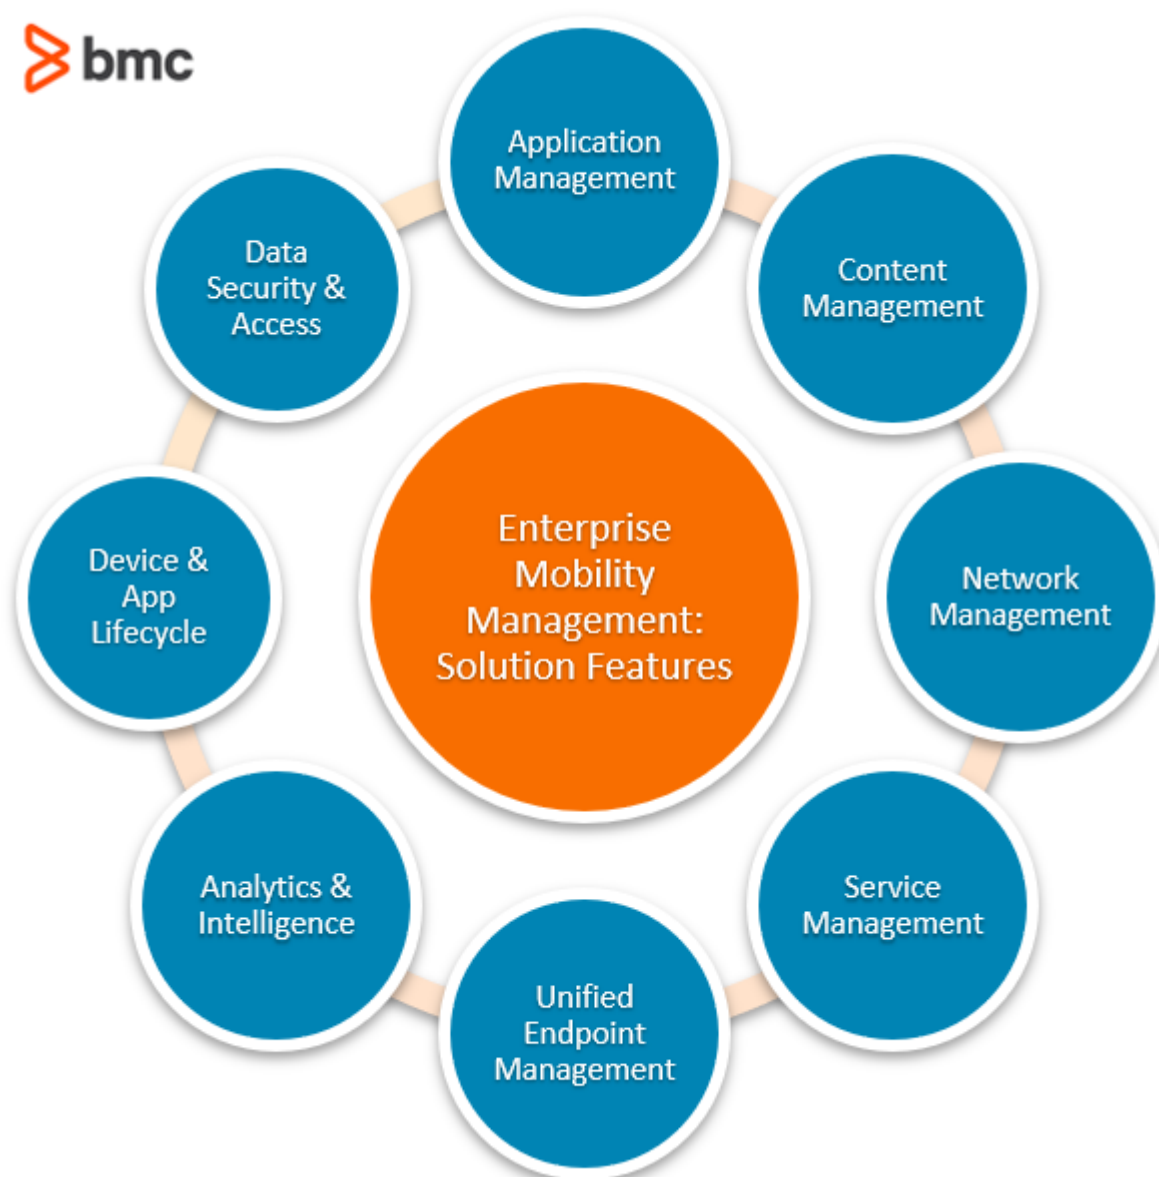 bmc
Application
Management
Content
Management
Network
Management
Service
Management
Unified
Endpoint
Management
Analytics &
Intelligence
Device &
App
Lifecycle
Data
Security &
Access
Enterprise
Mobility
Management:
Solution Features